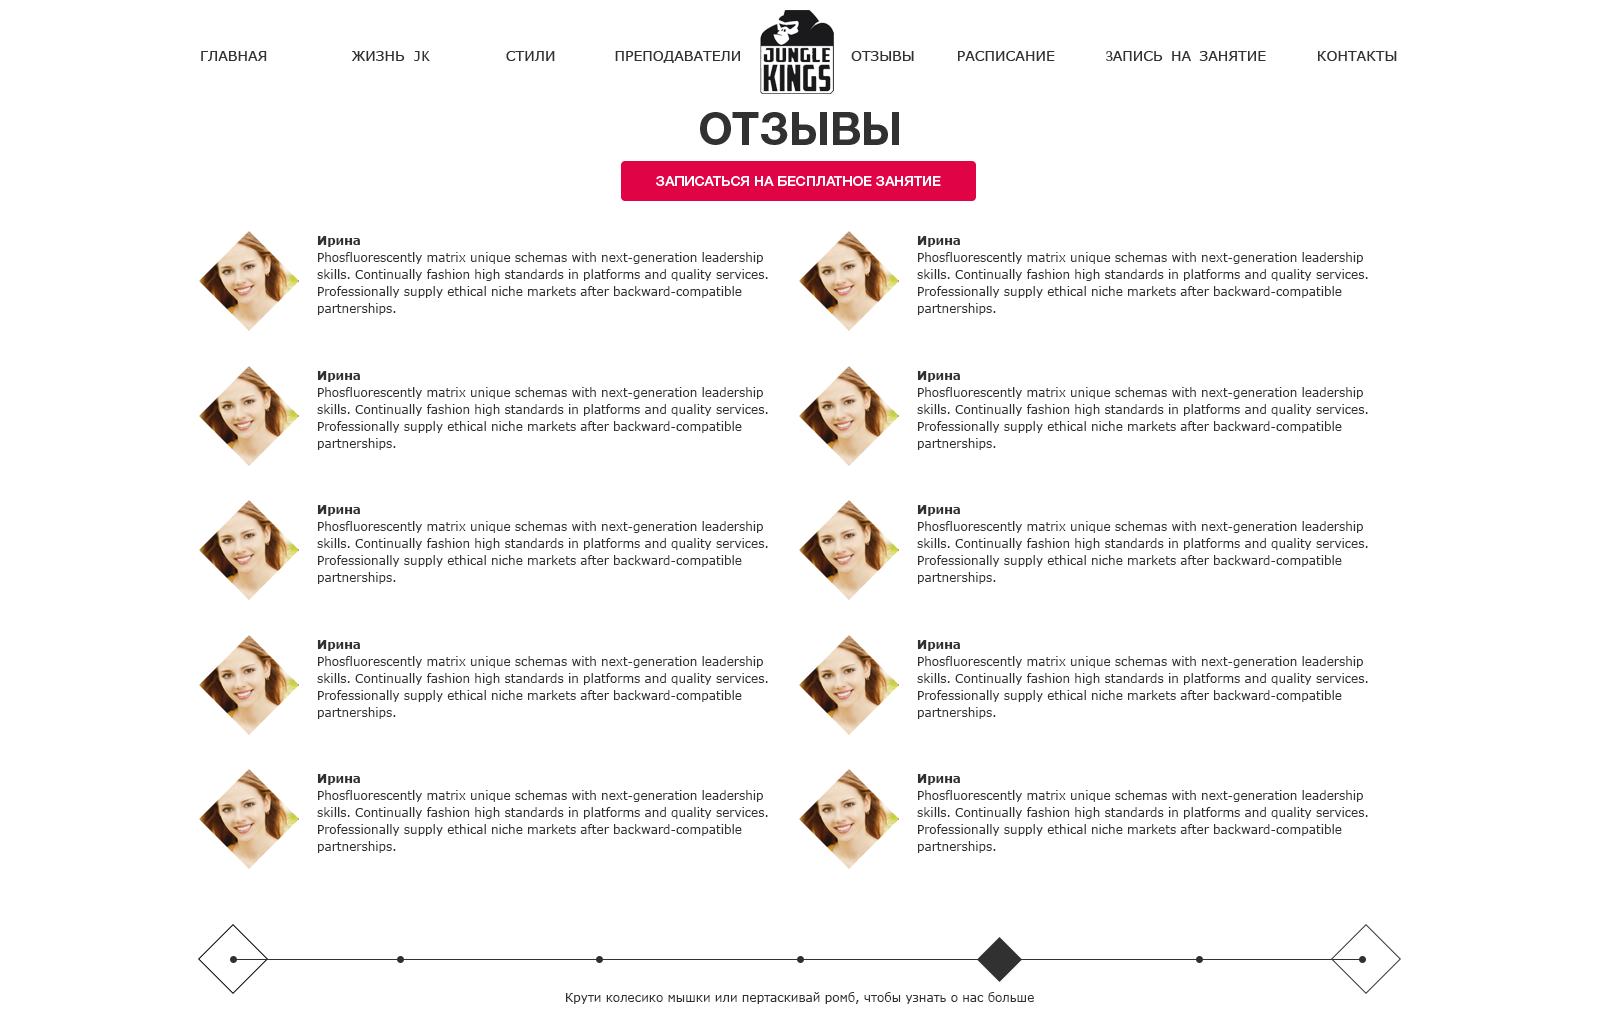 ГЛАВНАЯ ЖИЗНЬ JK СТИЛИ ПРЕПОДАВАТЕЛИ JUNGLE KINGS ОТЗЫВЫ РАСПИСАНИЕ ЗАПИСЬ НА ЗАНЯТИЕ КОНТАКТЫ
ОТЗЫВЫ
ЗАПИСАТЬСЯ НА БЕСПЛАТНОЕ ЗАНЯТИЕ
Ирина
Phosfluorescently matrix unique schemas with next-generation leadership
skills. Continually fashion high standards in platforms and quality services.
Professionally supply ethical niche markets after backward-compatible
partnerships.
Ирина
Phosfluorescently matrix unique schemas with next-generation leadership
skills. Continually fashion high standards in platforms and quality services.
Professionally supply ethical niche markets after backward-compatible
partnerships.
Ирина
Phosfluorescently matrix unique schemas with next-generation leadership
skills. Continually fashion high standards in platforms and quality services.
Professionally supply ethical niche markets after backward-compatible
partnerships.
Ирина
Phosfluorescently matrix unique schemas with next-generation leadership
skills. Continually fashion high standards in platforms and quality services.
Professionally supply ethical niche markets after backward-compatible
partnerships.
Ирина
Phosfluorescently matrix unique schemas with next-generation leadership
skills. Continually fashion high standards in platforms and quality services.
Professionally supply ethical niche markets after backward-compatible
partnerships.
Ирина
Phosfluorescently matrix unique schemas with next-generation leadership
skills. Continually fashion high standards in platforms and quality services.
Professionally supply ethical niche markets after backward-compatible
partnerships.
Ирина
Phosfluorescently matrix unique schemas with next-generation leadership
skills. Continually fashion high standards in platforms and quality services.
Professionally supply ethical niche markets after backward-compatible
partnerships.
Ирина
Phosfluorescently matrix unique schemas with next-generation leadership
skills. Continually fashion high standards in platforms and quality services.
Professionally supply ethical niche markets after backward-compatible
partnerships.
Ирина
Phosfluorescently matrix unique schemas with next-generation leadership
skills. Continually fashion high standards in platforms and quality services.
Professionally supply ethical niche markets after backward-compatible
partnerships.
Ирина
Phosfluorescently matrix unique schemas with next-generation leadership
skills. Continually fashion high standards in platforms and quality services.
Professionally supply ethical niche markets after backward-compatible
partnerships.
Крути колесико мышки или пертаскивай ромб, чтобы узнать о нас больше